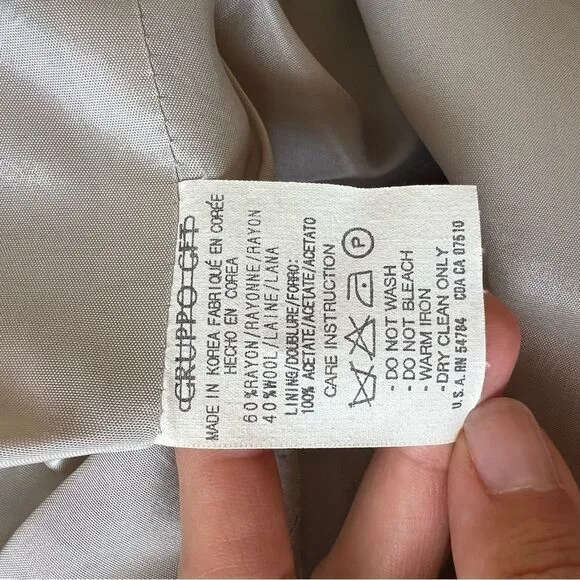 GRUPPO GFT
MADE IN KOREA FABRIQUÉ EN CORÉE
HECHO EN COREA
60%RAYON/RAYONNE/RAYON
40%WOOL/LAINE/LANA
LINING/DOUBLURE/FORRO:
100% ACETATE/ACETATE/ACETATO
CARE INSTRUCTION
P
- DO NOT WASH
- DO NOT BLEACH
- WARM IRON
- DRY CLEAN ONLY
U.S.A. RN 54784 CDA CA 07510